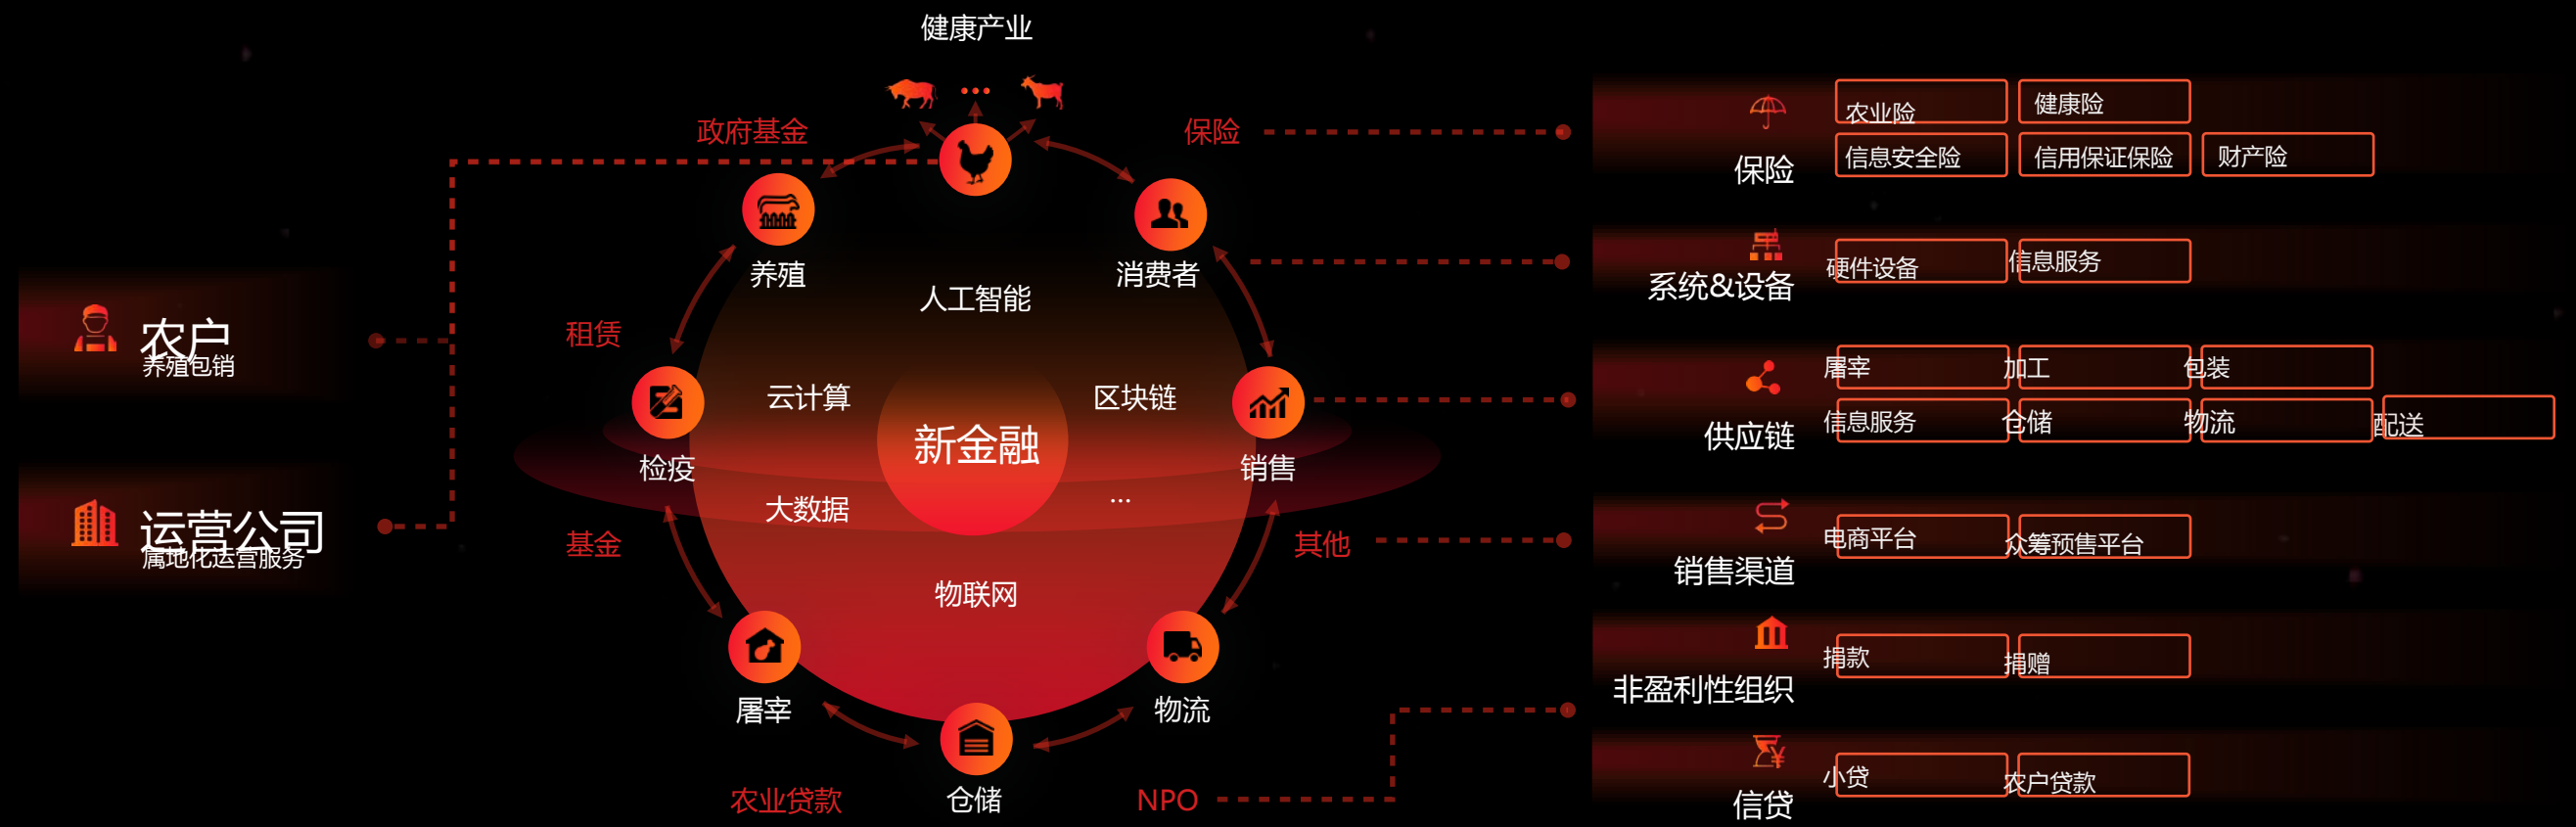 健康产业
政府基金
保险
养殖
消费者
人工智能
租赁
云计算
区块链
新金融
检疫
销售
大数据
...
基金
其他
物联网
屠宰
物流
农业贷款
仓储
NPO
农户
养殖包销
运营公司
属地化运营服务
保险
农业险
健康险
信息安全险
信用保证保险
财产险
系统&设备
硬件设备
信息服务
供应链
屠宰
加工
包装
信息服务
仓储
物流
配送
销售渠道
电商平台
众筹预售平台
非盈利性组织
捐款
捐赠
信贷
小贷
农户贷款